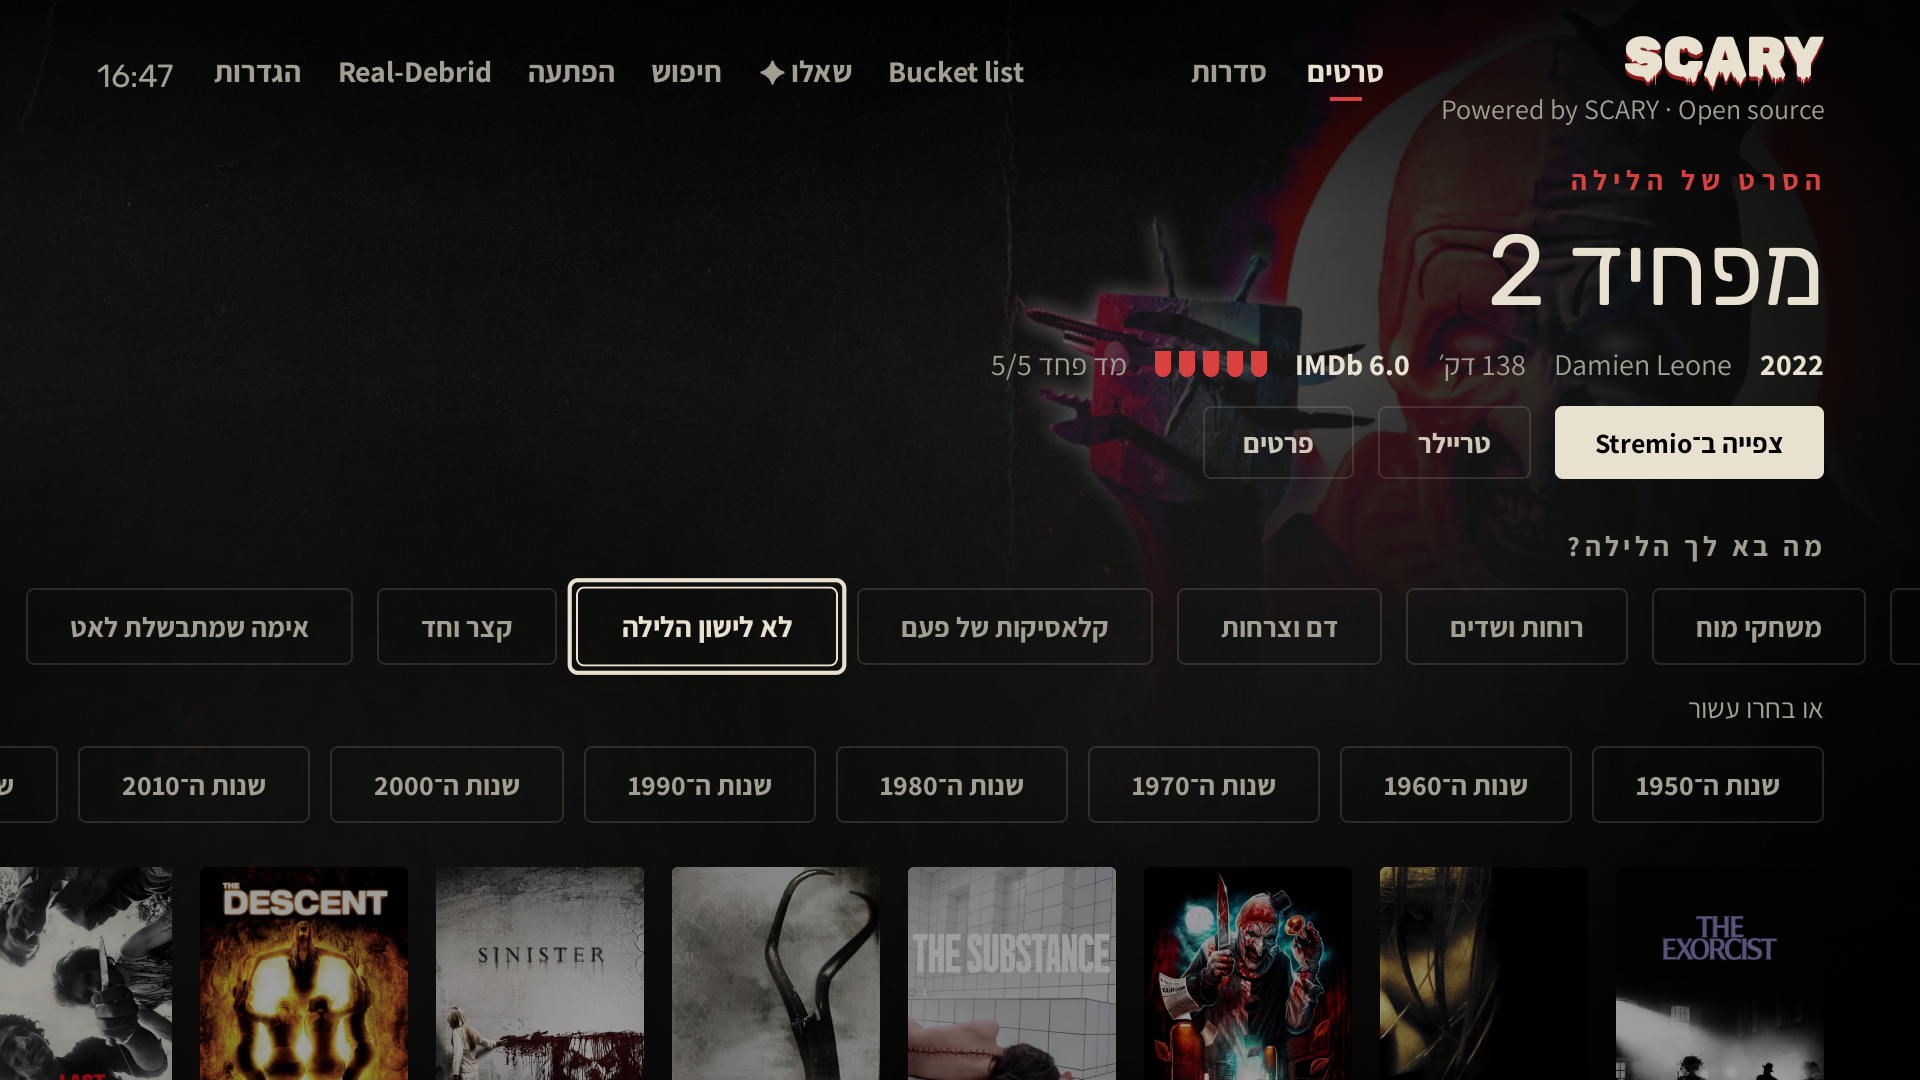 SCARY
Powered by SCARY · Open source
סרטים
סדרות
Bucket list
שאלו
חיפוש
הפתעה
Real-Debrid
הגדרות
16:47
הסרט של הלילה
מפחיד 2
2022 Damien Leone 138 דק׳ IMDb 6.0 מד פחד 5/5
צפייה ב־Stremio
טריילר
פרטים
מה בא לך הלילה?
משחקי מוח
רוחות ושדים
דם וצרחות
קלאסיקות של פעם
לא לישון הלילה
קצר וחד
אימה שמתבשלת לאט
או בחרו עשור
שנות ה־1950
שנות ה־1960
שנות ה־1970
שנות ה־1980
שנות ה־1990
שנות ה־2000
שנות ה־2010
THE
EXORCIST
THE SUBSTANCE
SINISTER
THE
DESCENT